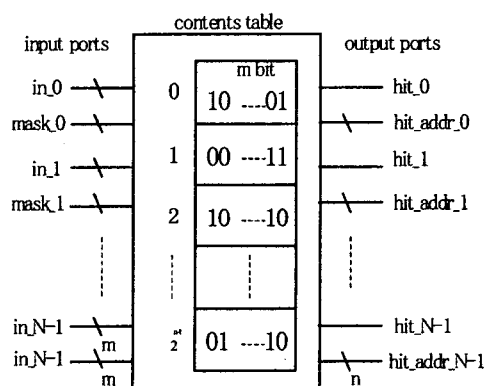 contents table
input ports
output ports
m bit
in_0
0
10 ----01
hit_0
mask_0
hit_addr_0
in_1
1
00 ----11
hit_1
mask_1
2
10 ----10
hit_addr_1
in_N-1
m
2
01 ----10
hit_N-1
in_N-1
m
n
hit_addr_N-1